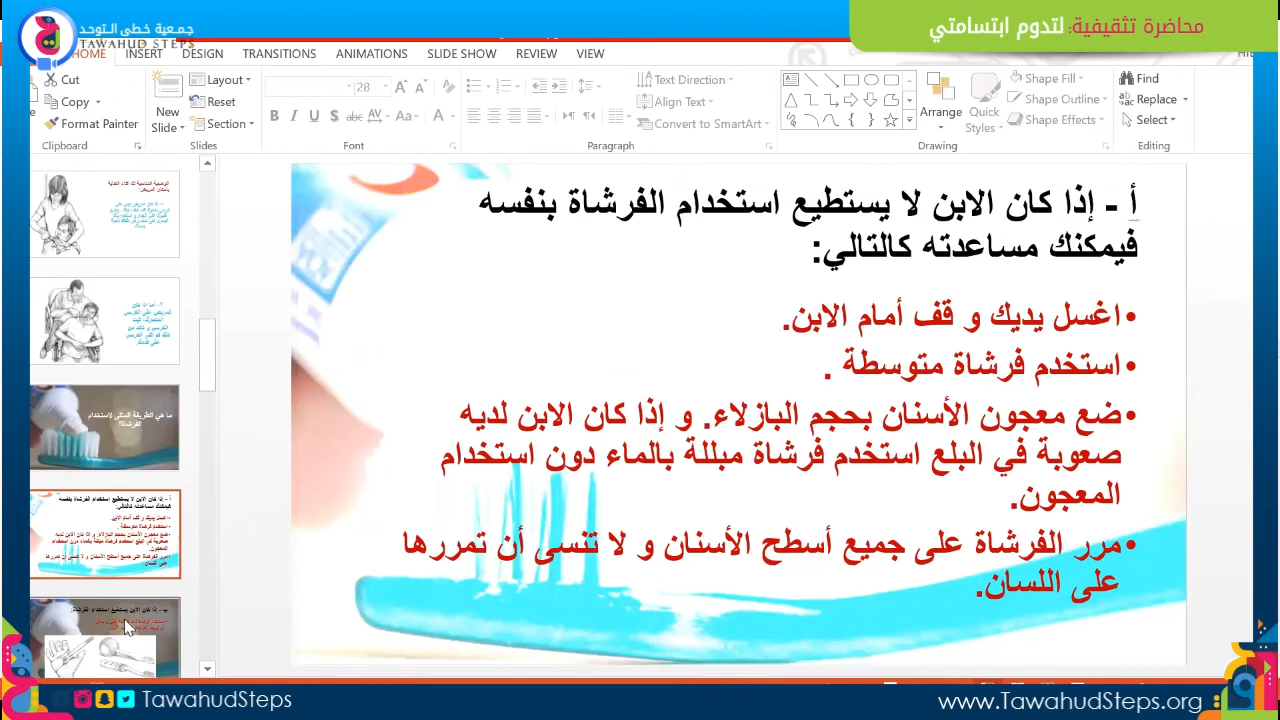 جمعية خطى التوحد
TAWAHUD STEPS
محاضرة تثقيفية: لتدوم ابتسامتي
HOME INSERT DESIGN TRANSITIONS ANIMATIONS SLIDE SHOW REVIEW VIEW
Cut
Copy
Format Painter
Clipboard
New
Slide
Layout
Reset
Section
Slides
28
Font
Text Direction
Align Text
Convert to SmartArt
Paragraph
Arrange
Quick
Styles
Shape Fill
Shape Outline
Shape Effects
Drawing
Find
Replace
Select
Editing
ما هي الطريقة المثلى لاستخدام
الفرشاة؟
أ - إذا كان الابن لا يستطيع استخدام الفرشاة بنفسه
فيمكنك مساعدته كالتالي:
•اغسل يديك و قف أمام الابن.
•استخدم فرشاة متوسطة .
•ضع معجون الأسنان بحجم البازلاء. و إذا كان الابن لديه
صعوبة في البلع استخدم فرشاة مبللة بالماء دون استخدام
المعجون.
•مرر الفرشاة على جميع أسطح الأسنان و لا تنسى أن تمررها
على اللسان.
TawahudSteps
www.TawahudSteps.org